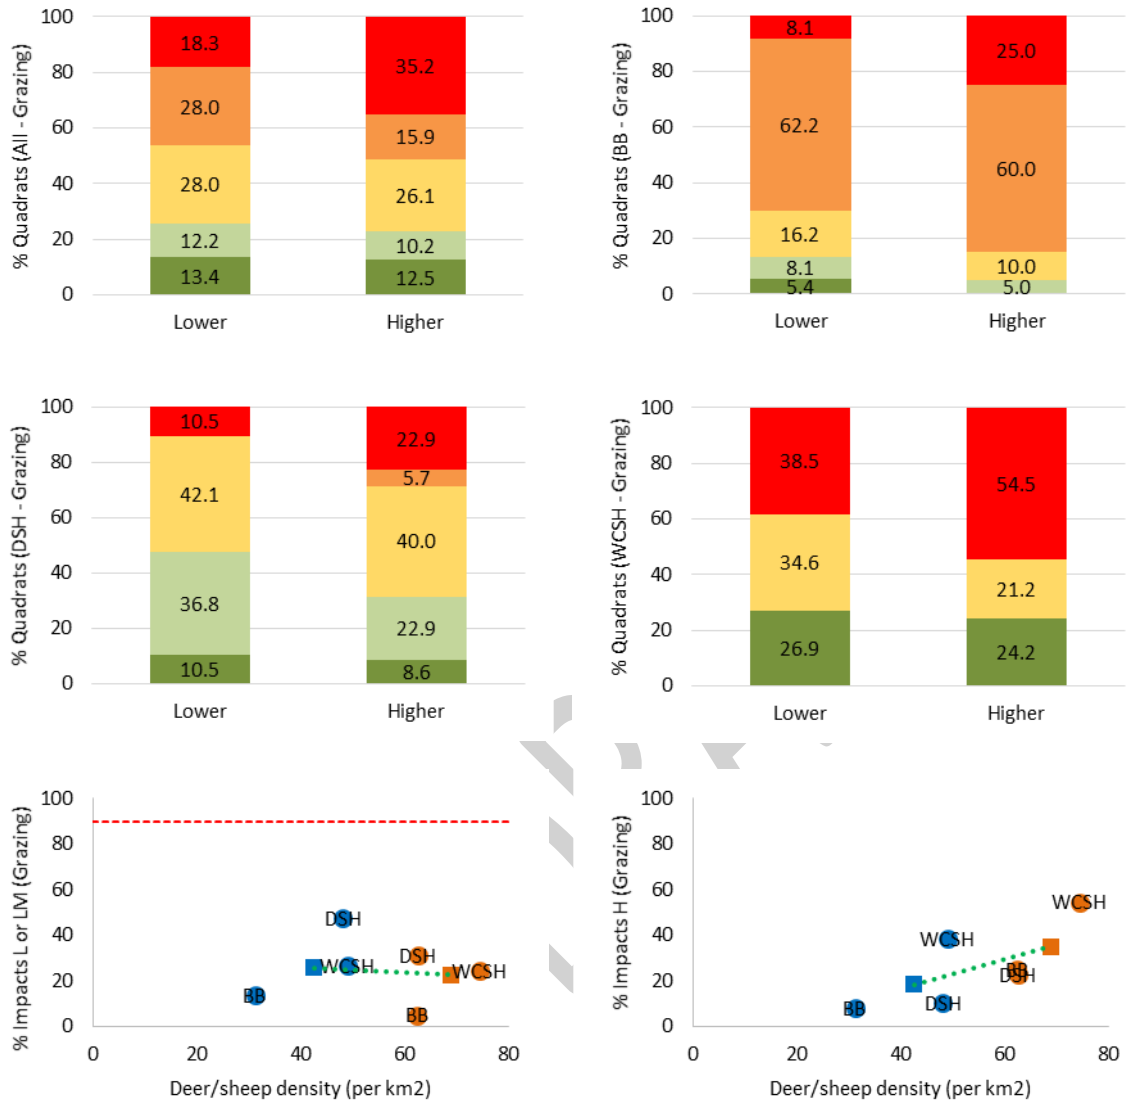 % Quadrats (All - Grazing)
100
80
60
40
20
0
18.3
28.0
28.0
12.2
13.4
35.2
15.9
26.1
10.2
12.5
Lower
Higher
% Quadrats (BB - Grazing)
100
80
60
40
20
0
8.1
62.2
16.2
8.1
5.4
25.0
60.0
10.0
5.0
Lower
Higher
% Quadrats (DSH - Grazing)
100
80
60
40
20
0
10.5
42.1
36.8
10.5
22.9
5.7
40.0
22.9
8.6
Lower
Higher
% Quadrats (WCSH - Grazing)
100
80
60
40
20
0
38.5
34.6
26.9
54.5
21.2
24.2
Lower
Higher
% Impacts L or LM (Grazing)
100
80
60
40
20
0
DSH
WCSH
BB
DSH
WCSH
BB
0 20 40 60 80
Deer/sheep density (per km2)
% Impacts H (Grazing)
100
80
60
40
20
0
WCSH
WCSH
BB
DSH
DSH
BB
0 20 40 60 80
Deer/sheep density (per km2)